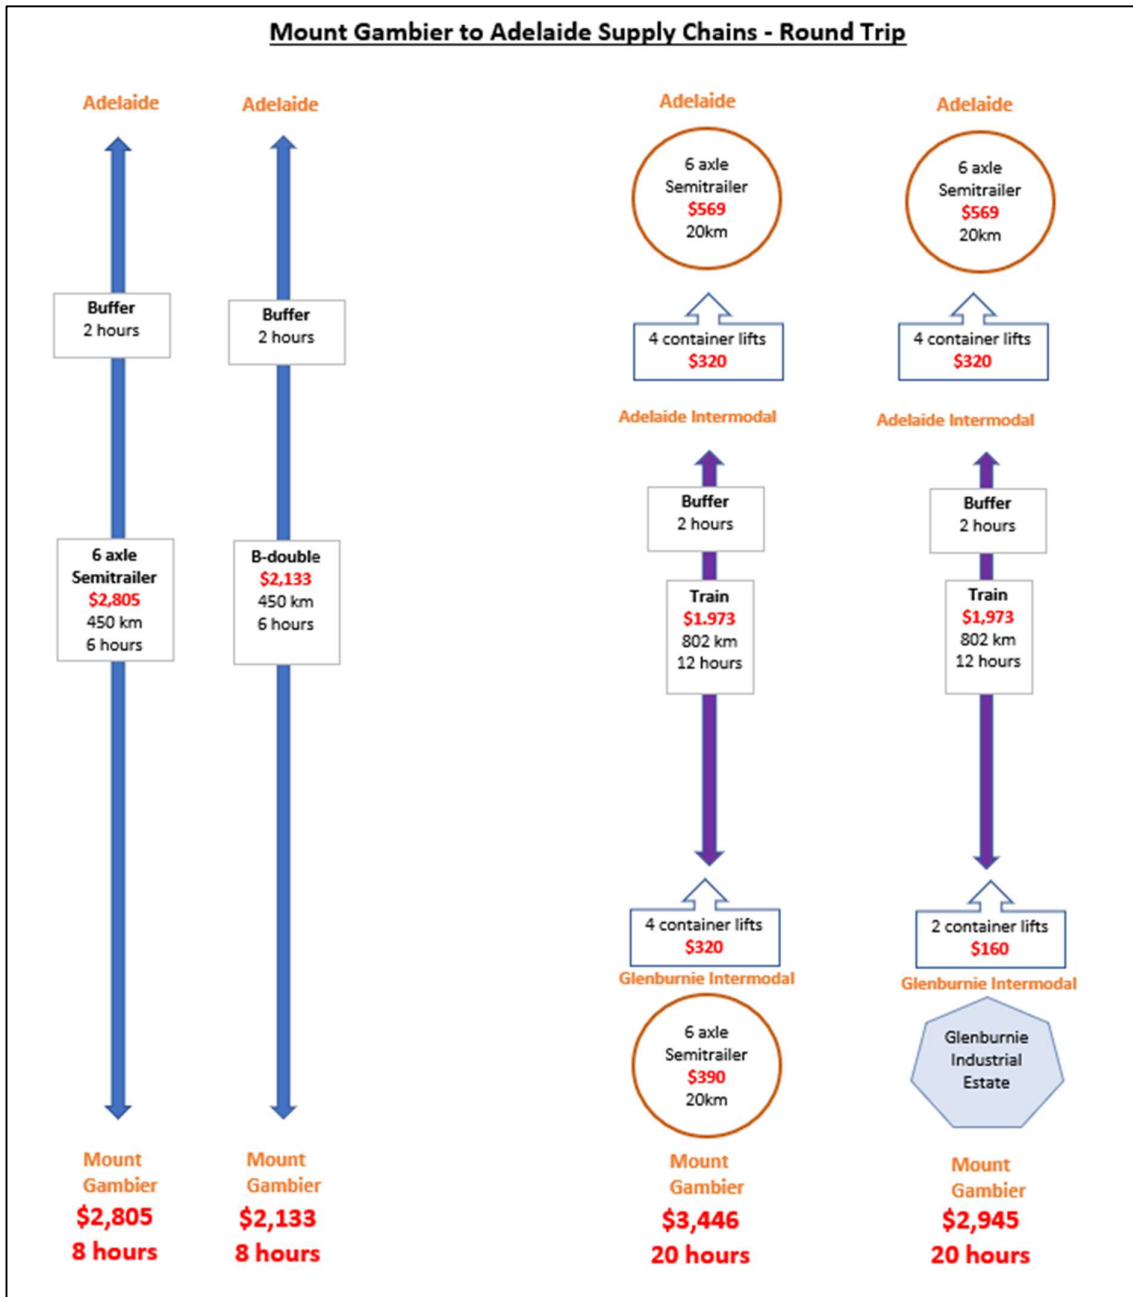 Mount Gambier to Adelaide Supply Chains - Round Trip
Adelaide
Buffer
2 hours
6 axle
Semitrailer
$2,805
450 km
6 hours
Mount
Gambier
$2,805
8 hours
Adelaide
Buffer
2 hours
B-double
$2,133
450 km
6 hours
Mount
Gambier
$2,133
8 hours
Adelaide
6 axle
Semitrailer
$569
20km
4 container lifts
$320
Adelaide Intermodal
Buffer
2 hours
Train
$1.973
802 km
12 hours
4 container lifts
$320
Glenburnie Intermodal
6 axle
Semitrailer
$390
20km
Mount
Gambier
$3,446
20 hours
Adelaide
6 axle
Semitrailer
$569
20km
4 container lifts
$320
Adelaide Intermodal
Buffer
2 hours
Train
$1,973
802 km
12 hours
2 container lifts
$160
Glenburnie Intermodal
Glenburnie
Industrial
Estate
Mount
Gambier
$2,945
20 hours